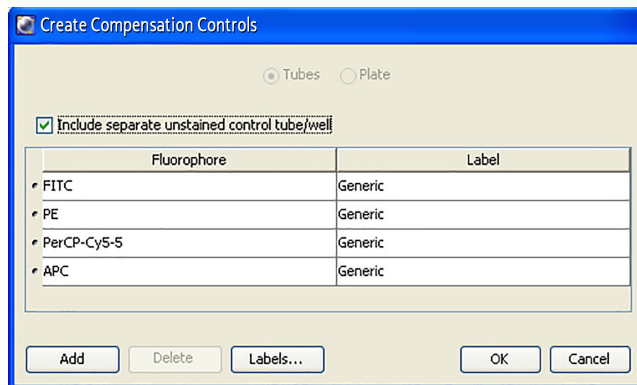 Create Compensation Controls
Tubes Plate
Include separate unstained control tube/well
Fluorophore Label
FITC Generic
PE Generic
PerCP-Cy5-5 Generic
APC Generic
Add Delete Labels... OK Cancel